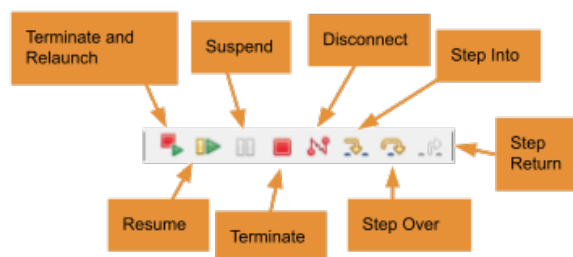 Terminate and
Relaunch
Suspend
Disconnect
Step Into
Step
Return
Resume
Terminate
Step Over